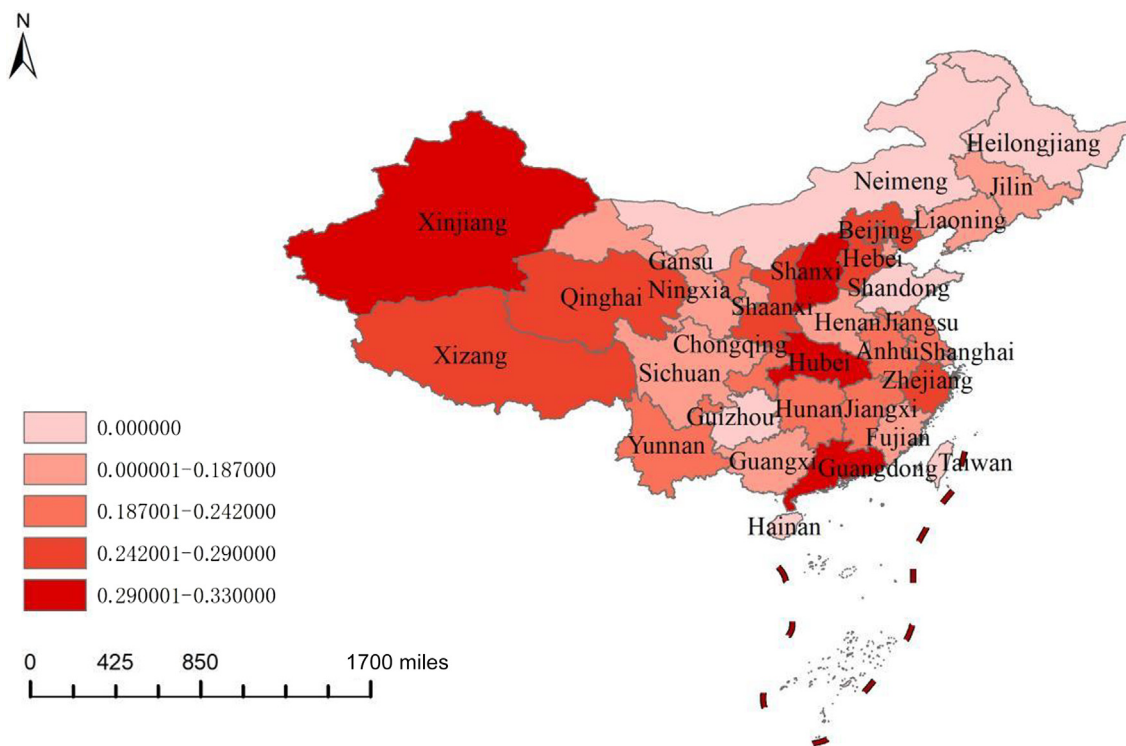 N
Heilongjiang
Neimeng
Jilin
Xinjiang
Liaoning
Beijing
Gansu
Hebei
Shanxi
Qinghai
Ningxia
Shandong
Shaanxi
Henan
Jiangsu
Chongqing
Anhui
Shanghai
Xizang
Hubei
Sichuan
Zhejiang
Guizhou
Hunan
Jiangxi
Yunnan
Fujian
Guangxi
Guangdong
Taiwan
Hainan
0.000000
0.000001-0.187000
0.187001-0.242000
0.242001-0.290000
0.290001-0.330000
0 425 850 1700 miles